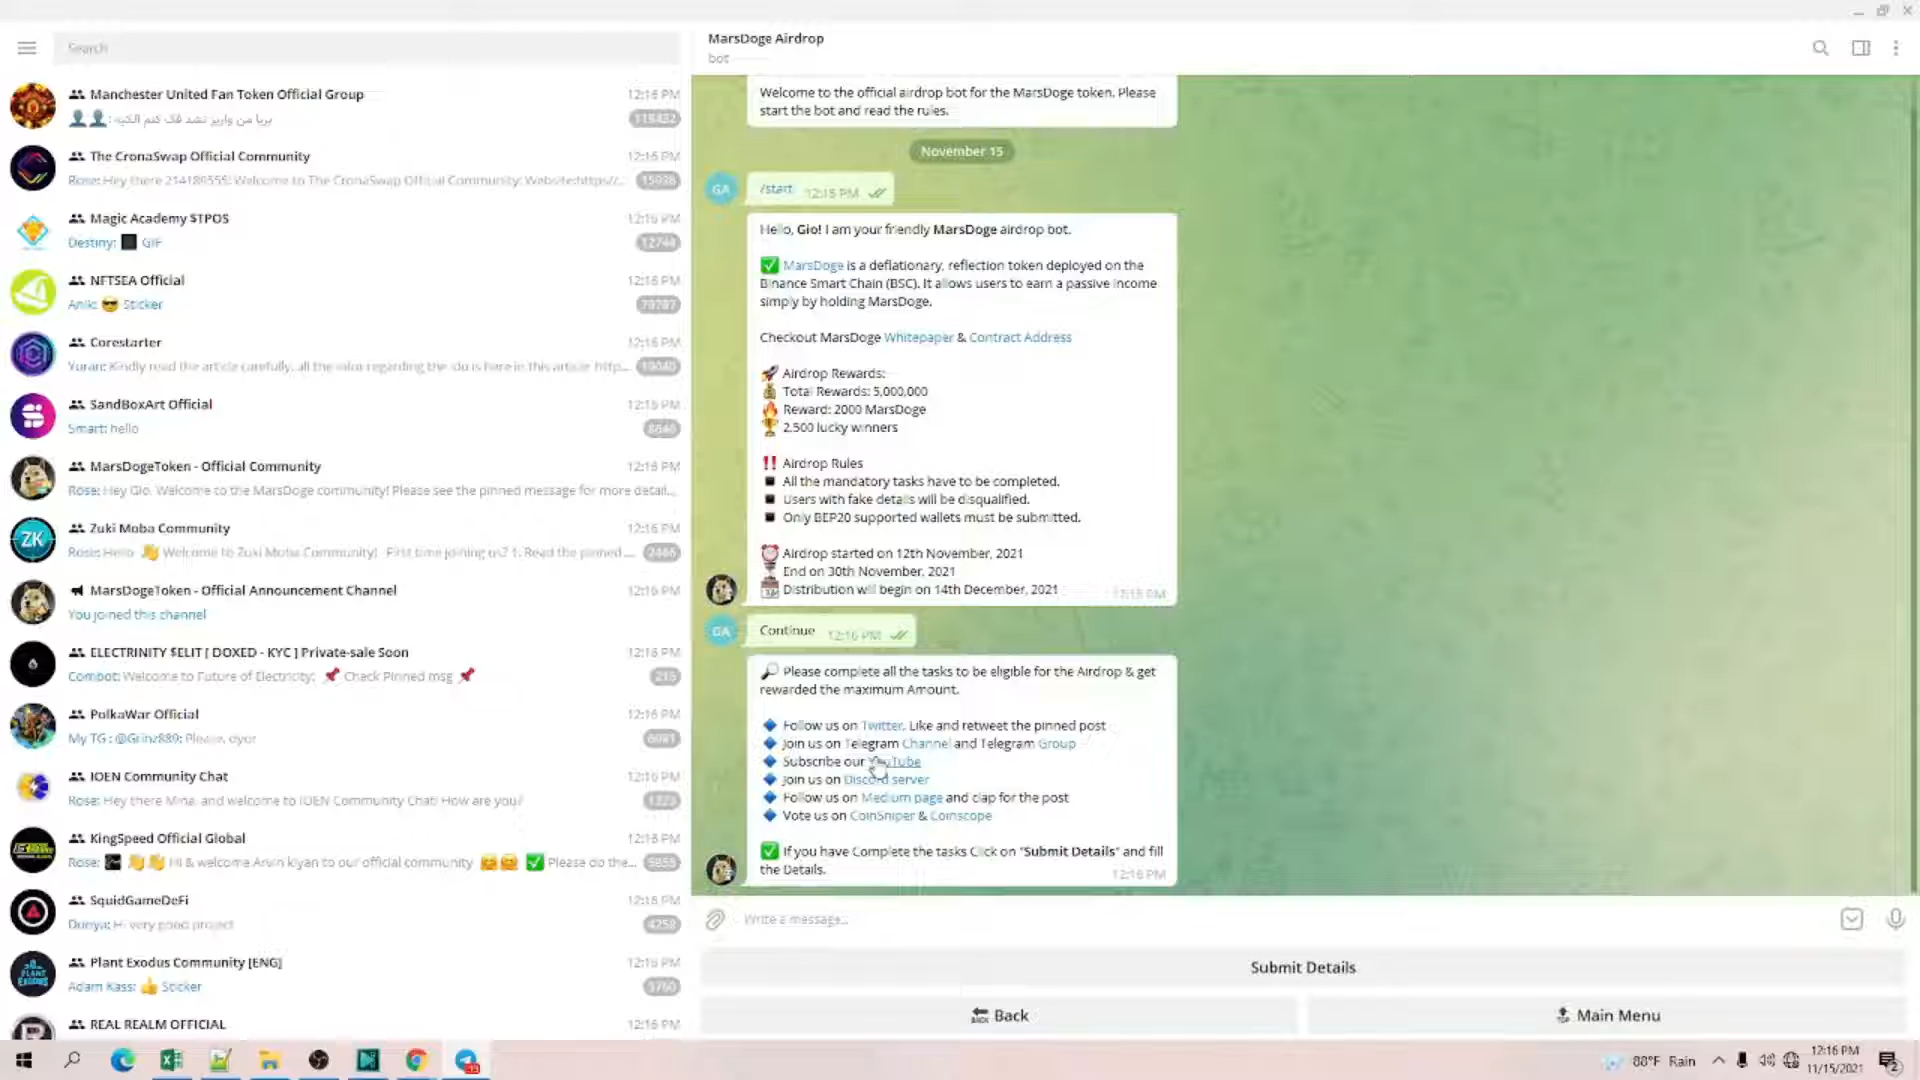 Search
Manchester United Fan Token Official Group
12:16 PM
The CronaSwap Official Community
12:16 PM
Rose: Hey there 214189555! Welcome to The CronaSwap Official Community! Website:https://...
15936
Magic Academy $TPOS
12:16 PM
Destiny: GIF
12744
NFTSEA Official
12:16 PM
Anik: 😎 Sticker
Corestarter
12:16 PM
Yuran: Kindly read the article carefully, all the info regarding the ido is here in this article http...
19040
SandBoxArt Official
12:16 PM
Smart: hello
MarsDogeToken - Official Community
12:16 PM
Rose: Hey Gio, Welcome to the MarsDoge community! Please see the pinned message for more detail...
Zuki Moba Community
12:16 PM
Rose: Hello 👋 Welcome to Zuki Moba Community! First time joining us? 1. Read the pinned ...
2466
MarsDogeToken - Official Announcement Channel
12:16 PM
You joined this channel
ELECTRINITY $ELIT [ DOXED - KYC ] Private-sale Soon
12:16 PM
Combot: Welcome to Future of Electricity: 📌 Check Pinned msg 📌
215
PolkaWar Official
12:16 PM
My TG : @Grinz889: Please, dyor
6081
IOEN Community Chat
12:16 PM
Rose: Hey there Mina, and welcome to IOEN Community Chat! How are you?
1323
KingSpeed Official Global
12:16 PM
Rose: 👋 👋 Hi & welcome Arvin kiyan to our official community 🤗🤗 ✅ Please do the...
5855
SquidGameDeFi
12:16 PM
Dunya: Hi very good project
4258
Plant Exodus Community [ENG]
12:16 PM
Adam Kass: 👍 Sticker
3760
REAL REALM OFFICIAL
12:16 PM
MarsDoge Airdrop
bot
Welcome to the official airdrop bot for the MarsDoge token. Please
start the bot and read the rules.
November 15
GA
/start 12:15 PM
Hello, Gio! I am your friendly MarsDoge airdrop bot.
✅ MarsDoge is a deflationary, reflection token deployed on the
Binance Smart Chain (BSC). It allows users to earn a passive income
simply by holding MarsDoge.
Checkout MarsDoge Whitepaper & Contract Address
🚀 Airdrop Rewards:
💰 Total Rewards: 5,000,000
🔥 Reward: 2000 MarsDoge
🏆 2,500 lucky winners
‼️ Airdrop Rules
◾ All the mandatory tasks have to be completed.
◾ Users with fake details will be disqualified.
◾ Only BEP20 supported wallets must be submitted.
⏰ Airdrop started on 12th November, 2021
⏳ End on 30th November, 2021
📅 Distribution will begin on 14th December, 2021
12:15 PM
GA
Continue 12:16 PM
🔎 Please complete all the tasks to be eligible for the Airdrop & get
rewarded the maximum Amount.
🔹 Follow us on Twitter. Like and retweet the pinned post
🔹 Join us on Telegram Channel and Telegram Group
🔹 Subscribe our YouTube
🔹 Join us on Discord server
🔹 Follow us on Medium page and clap for the post
🔹 Vote us on CoinSniper & Coinscope
✅ If you have Complete the tasks Click on "Submit Details" and fill
the Details.
12:16 PM
Write a message...
Submit Details
Back
Main Menu
88°F Rain
12:16 PM
11/15/2021